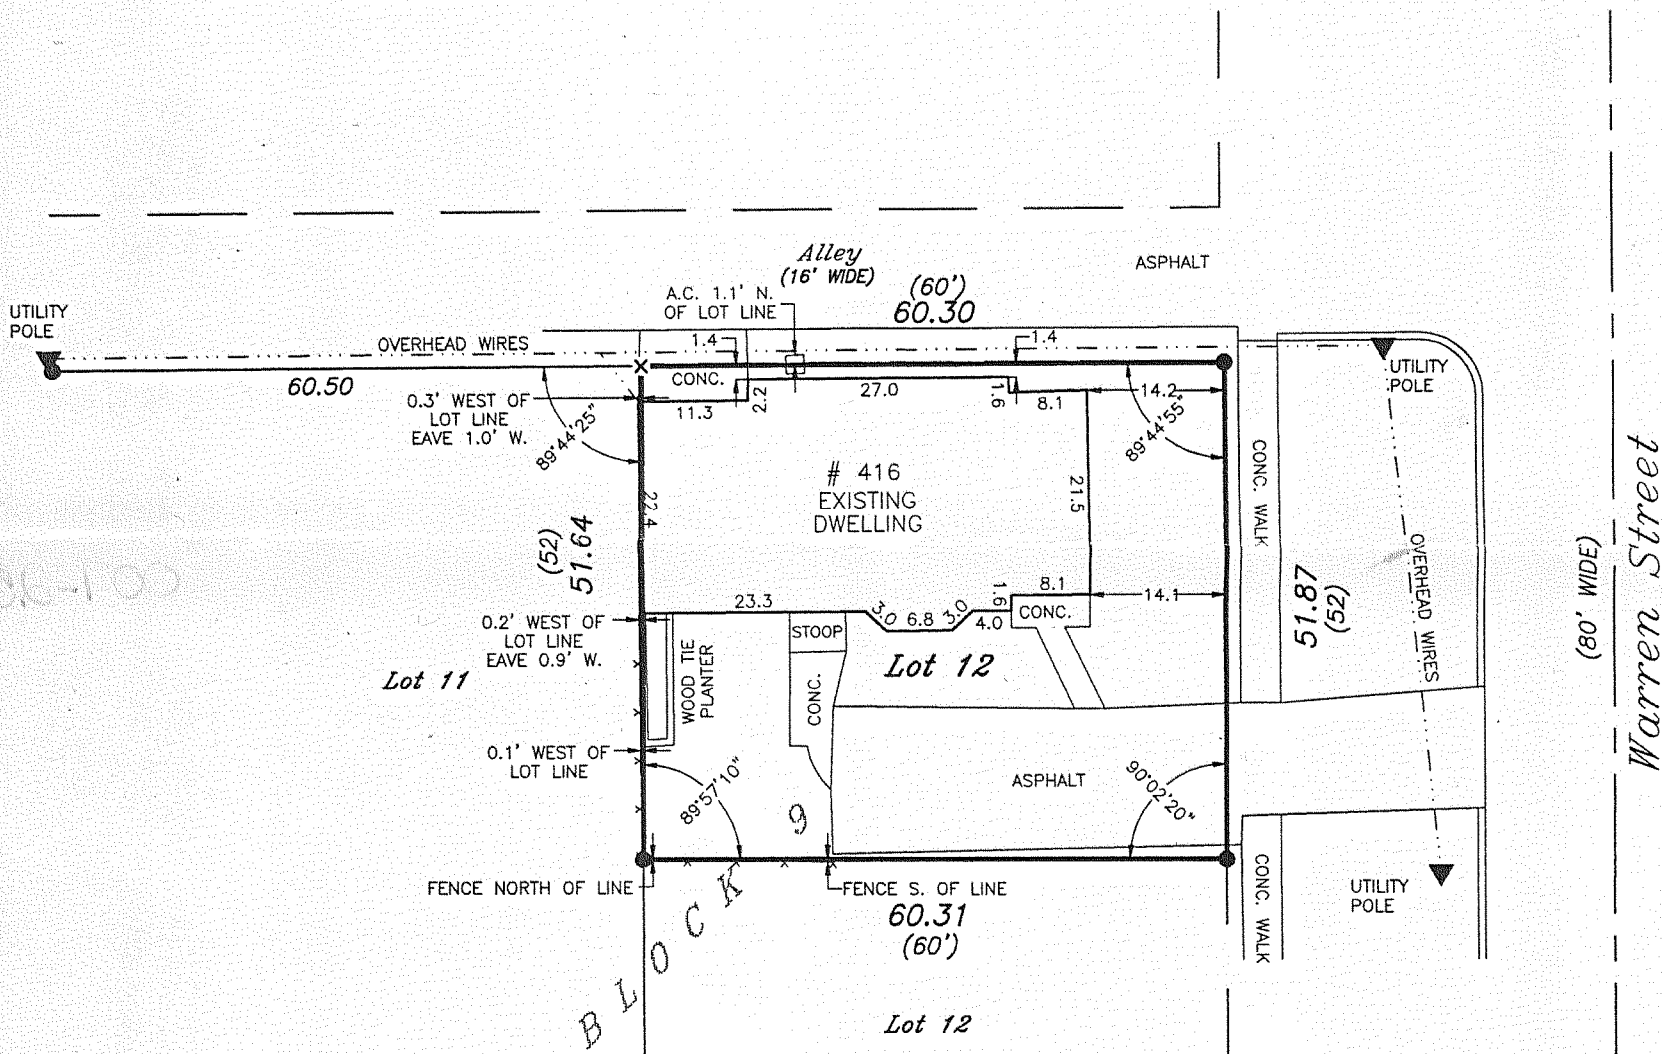 Alley
(16' WIDE)
ASPHALT
A.C. 1.1' N.
OF LOT LINE
(60')
60.30
UTILITY
POLE
OVERHEAD WIRES
1.4
1.4
UTILITY
POLE
60.50
CONC.
11.3
2.2
27.0
1.6
8.1
14.2
0.3' WEST OF
LOT LINE
EAVE 1.0' W.
89°44'25"
89°44'55"
CONC. WALK
# 416
EXISTING
DWELLING
22.4
21.5
(52)
51.64
51.87
(52)
OVERHEAD WIRES
(80' WIDE)
Warren Street
23.3
3.0
6.8
3.0
4.0
1.6
8.1
14.1
CONC.
STOOP
0.2' WEST OF
LOT LINE
EAVE 0.9' W.
WOOD TIE
PLANTER
CONC.
Lot 12
Lot 11
0.1' WEST OF
LOT LINE
89°57'10"
ASPHALT
90°02'20"
FENCE NORTH OF LINE
FENCE S. OF LINE
60.31
(60')
CONC. WALK
UTILITY
POLE
BLOCK 9
Lot 12